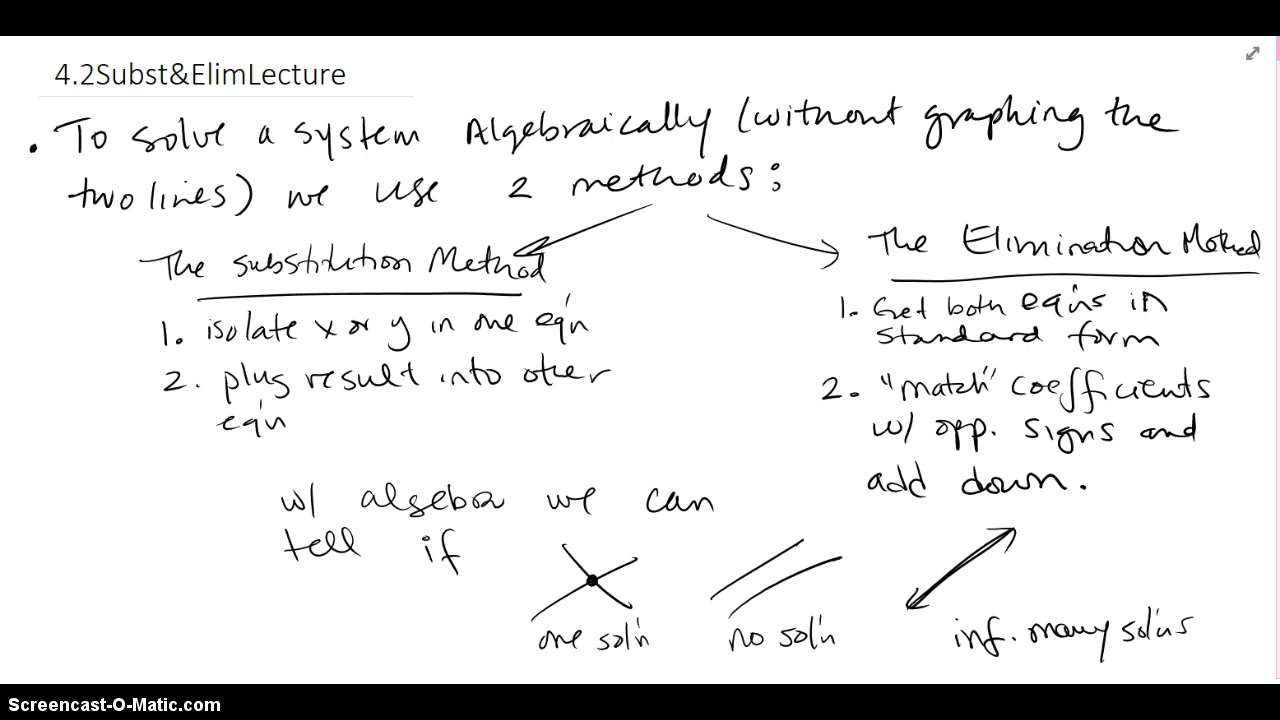 4.2Subst&ElimLecture
. To solve a system Algebraically (without graphing the
two lines) we use 2 methods:
The substitution Method
1. isolate x or y in one eq'n
2. plug result into other
eq'n
The Elimination Method
1. Get both eq'ns in
standard form
2. "match" coefficients
w/ opp. signs and
add down.
w/ algebra we can
tell if
one sol'n
no sol'n
inf. many sol'ns
Screencast-O-Matic.com